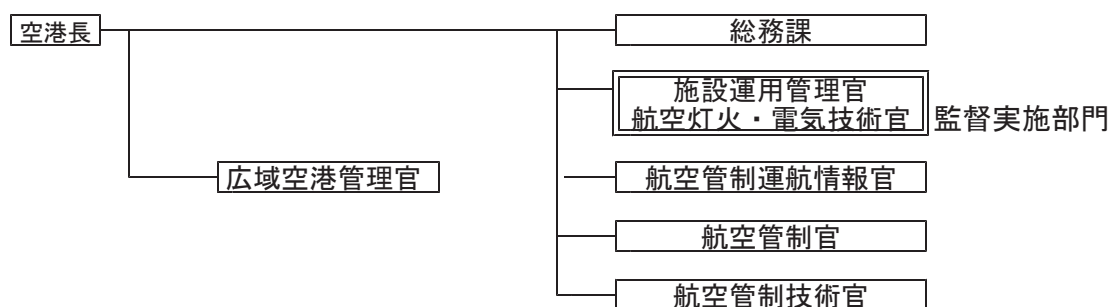 空港長
総務課
施設運用管理官
航空灯火・電気技術官
監督実施部門
広域空港管理官
航空管制運航情報官
航空管制官
航空管制技術官